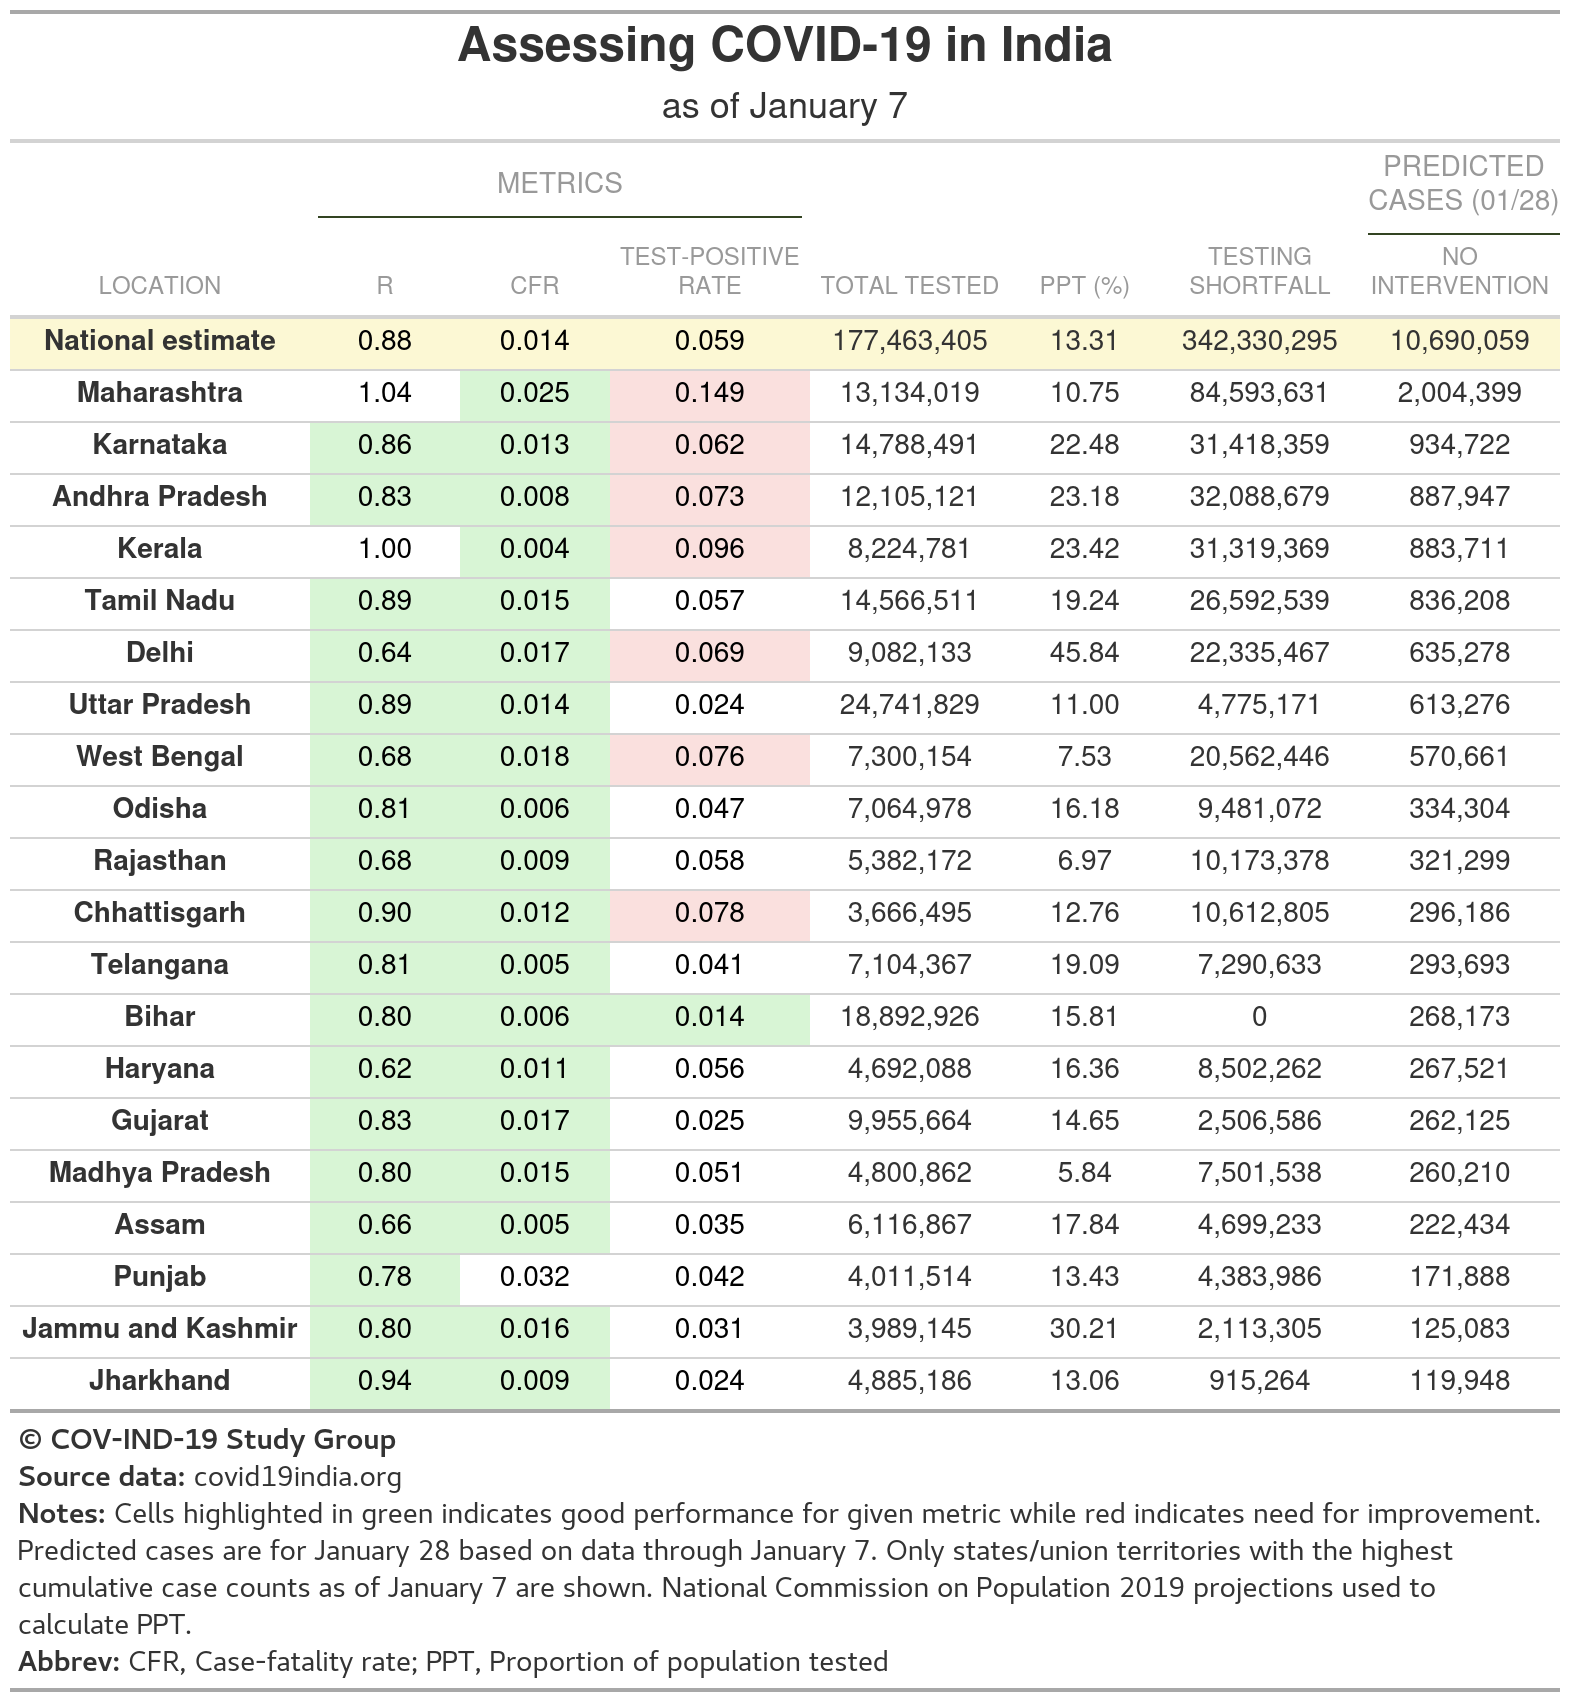 Assessing COVID-19 in India
as of January 7
METRICS
PREDICTED
CASES (01/28)
LOCATION R CFR TEST-POSITIVE RATE TOTAL TESTED PPT (%) TESTING SHORTFALL NO INTERVENTION
National estimate 0.88 0.014 0.059 177,463,405 13.31 342,330,295 10,690,059
Maharashtra 1.04 0.025 0.149 13,134,019 10.75 84,593,631 2,004,399
Karnataka 0.86 0.013 0.062 14,788,491 22.48 31,418,359 934,722
Andhra Pradesh 0.83 0.008 0.073 12,105,121 23.18 32,088,679 887,947
Kerala 1.00 0.004 0.096 8,224,781 23.42 31,319,369 883,711
Tamil Nadu 0.89 0.015 0.057 14,566,511 19.24 26,592,539 836,208
Delhi 0.64 0.017 0.069 9,082,133 45.84 22,335,467 635,278
Uttar Pradesh 0.89 0.014 0.024 24,741,829 11.00 4,775,171 613,276
West Bengal 0.68 0.018 0.076 7,300,154 7.53 20,562,446 570,661
Odisha 0.81 0.006 0.047 7,064,978 16.18 9,481,072 334,304
Rajasthan 0.68 0.009 0.058 5,382,172 6.97 10,173,378 321,299
Chhattisgarh 0.90 0.012 0.078 3,666,495 12.76 10,612,805 296,186
Telangana 0.81 0.005 0.041 7,104,367 19.09 7,290,633 293,693
Bihar 0.80 0.006 0.014 18,892,926 15.81 0 268,173
Haryana 0.62 0.011 0.056 4,692,088 16.36 8,502,262 267,521
Gujarat 0.83 0.017 0.025 9,955,664 14.65 2,506,586 262,125
Madhya Pradesh 0.80 0.015 0.051 4,800,862 5.84 7,501,538 260,210
Assam 0.66 0.005 0.035 6,116,867 17.84 4,699,233 222,434
Punjab 0.78 0.032 0.042 4,011,514 13.43 4,383,986 171,888
Jammu and Kashmir 0.80 0.016 0.031 3,989,145 30.21 2,113,305 125,083
Jharkhand 0.94 0.009 0.024 4,885,186 13.06 915,264 119,948
© COV-IND-19 Study Group
Source data: covid19india.org
Notes: Cells highlighted in green indicates good performance for given metric while red indicates need for improvement.
Predicted cases are for January 28 based on data through January 7. Only states/union territories with the highest
cumulative case counts as of January 7 are shown. National Commission on Population 2019 projections used to
calculate PPT.
Abbrev: CFR, Case-fatality rate; PPT, Proportion of population tested